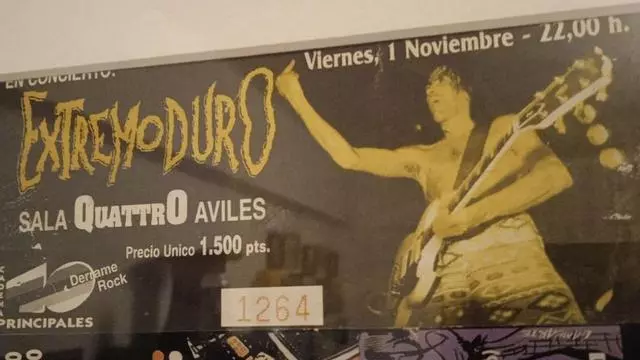 EN CONCIERTO:
Viernes, 1 Noviembre - 22,00 h.
EXTREMODURO
SALA QUATTRO AVILES
Precio Unico 1.500 pts.
Derrame
Rock
PRINCIPALES
1264